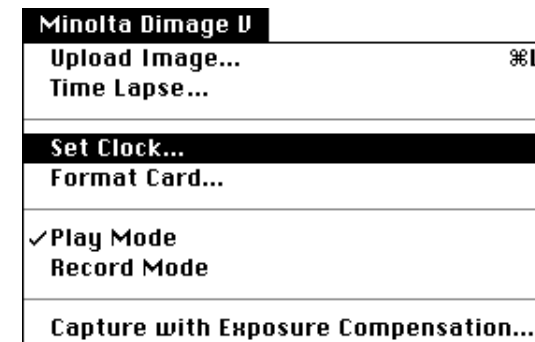 Minolta Dimage V
Upload Image...
Time Lapse...
Set Clock...
Format Card...
✓Play Mode
Record Mode
Capture with Exposure Compensation...